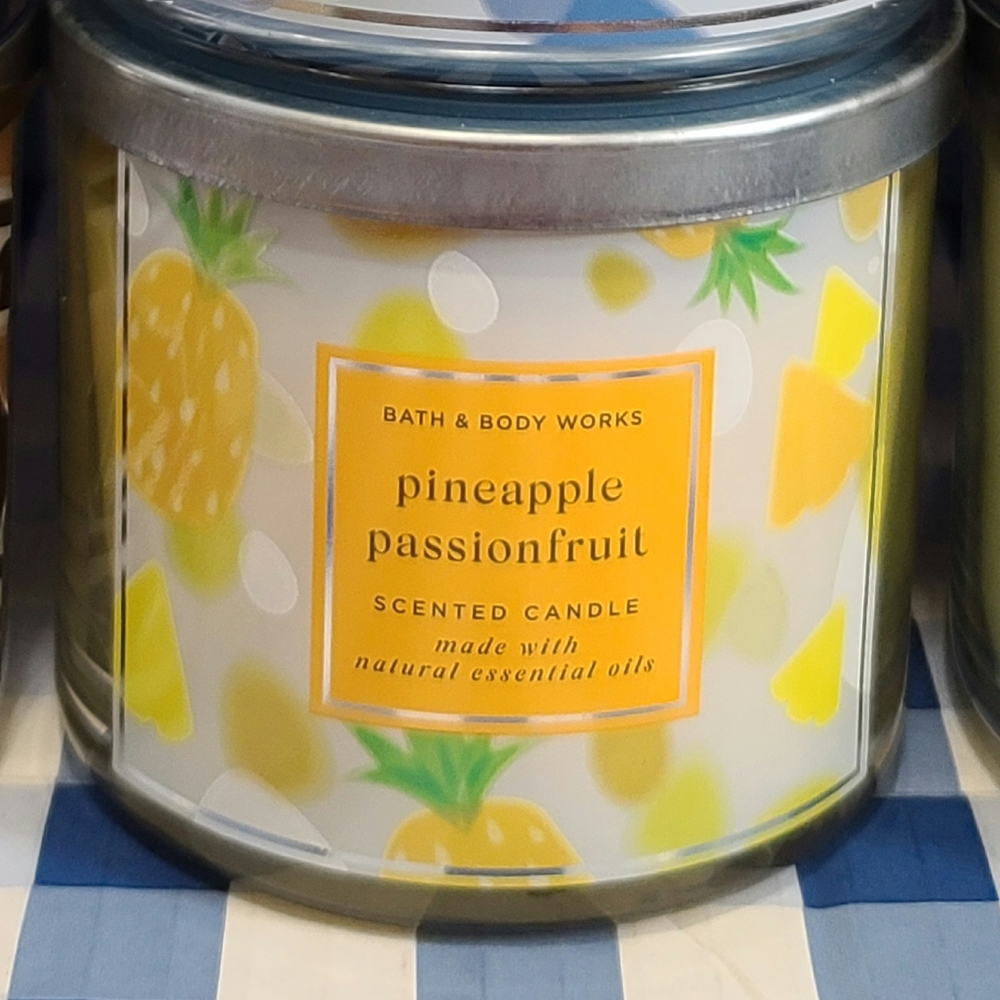 BATH & BODY WORKS
pineapple
passionfruit
SCENTED CANDLE
made with
natural essential oils